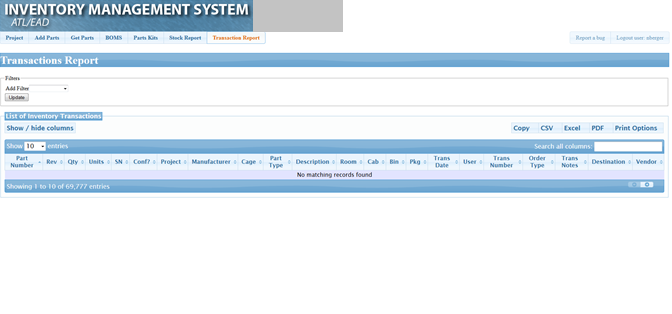 INVENTORY MANAGEMENT SYSTEM
ATL/EAD
Project Add Parts Get Parts BOMS Parts Kits Stock Report Transaction Report Report a bug Logout user: nberger
Transactions Report
Filters
Add Filter
Update
List of Inventory Transactions
Show / hide columns Copy CSV Excel PDF Print Options
Show 10 entries Search all columns:
Part Number Rev Qty Units SN Conf? Project Manufacturer Cage Part Type Description Room Cab Bin Pkg Trans Date User Trans Number Order Type Trans Notes Destination Vendor
No matching records found
Showing 1 to 10 of 69,777 entries